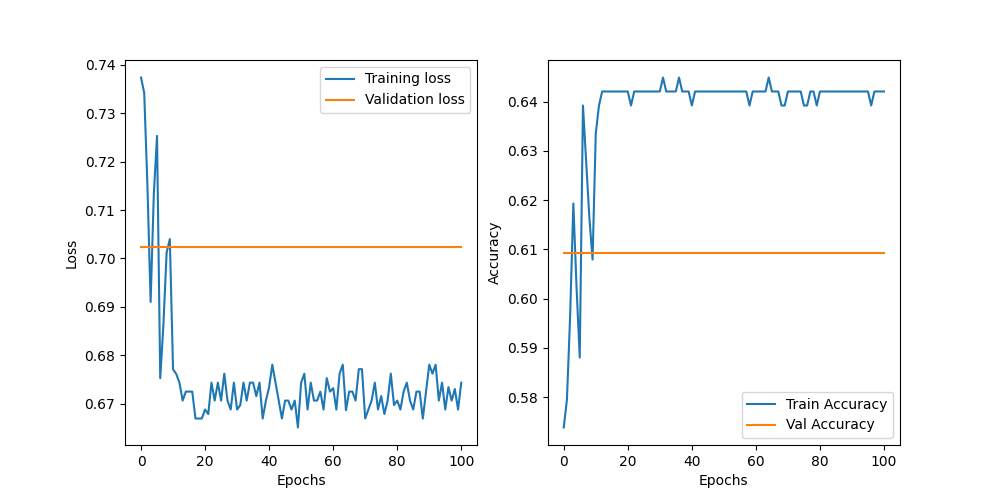 0.74
0.73
0.72
0.71
0.70
0.69
0.68
0.67
Loss
0 20 40 60 80 100
Epochs
Training loss
Validation loss
0.64
0.63
0.62
0.61
0.60
0.59
0.58
Accuracy
0 20 40 60 80 100
Epochs
Train Accuracy
Val Accuracy